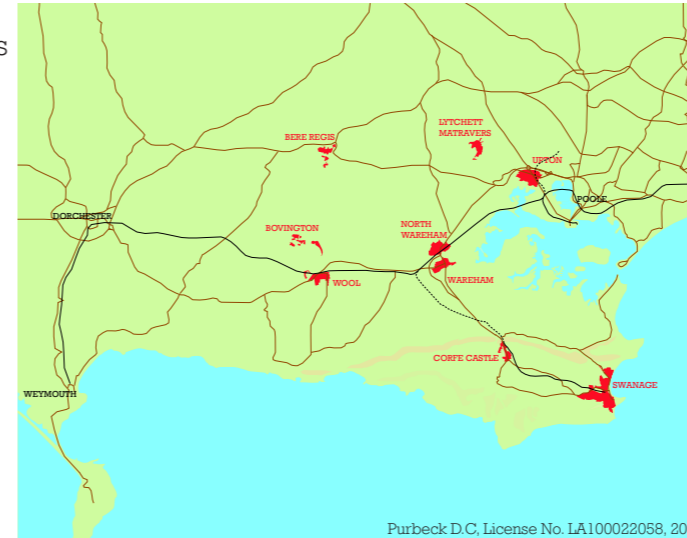 S
BERE REGIS
LYTCHETT
MATRAVERS
UPTON
POOLE
DORCHESTER
BOVINGTON
NORTH
WAREHAM
WOOL
WAREHAM
CORFE CASTLE
SWANAGE
WEYMOUTH
Purbeck D.C, License No. LA100022058, 20